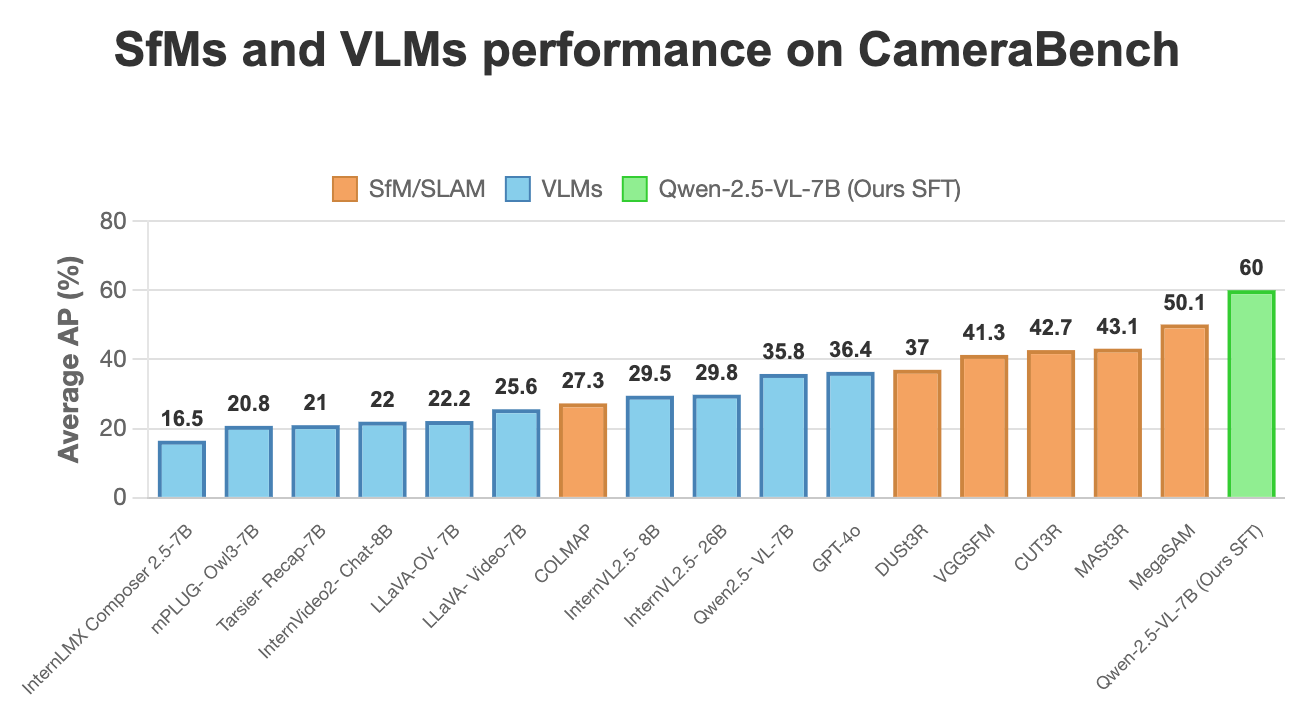 SfMs and VLMs performance on CameraBench
SfM/SLAM VLMs Qwen-2.5-VL-7B (Ours SFT)
Average AP (%)
80
60
40
20
0
16.5
20.8
21
22
22.2
25.6
27.3
29.5
29.8
35.8
36.4
37
41.3
42.7
43.1
50.1
60
InternLMX Composer 2.5-7B
mPLUG- Owl3-7B
Tarsier- Recap-7B
InternVideo2- Chat-8B
LLaVA-OV- 7B
LLaVA- Video-7B
COLMAP
InternVL2.5- 8B
InternVL2.5- 26B
Qwen2.5- VL-7B
GPT-4o
DUSt3R
VGGSFM
CUT3R
MASt3R
MegaSAM
Qwen-2.5-VL-7B (Ours SFT)